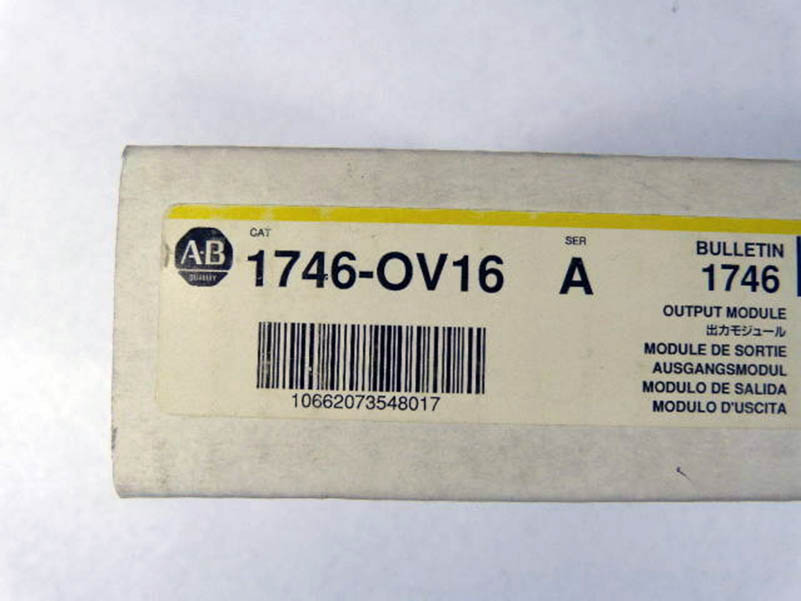 CAT
A-B
QUALITY
1746-OV16
SER
A
BULLETIN
1746
OUTPUT MODULE
出力モジュール
MODULE DE SORTIE
AUSGANGSMODUL
MODULO DE SALIDA
MODULO D'USCITA
10662073548017